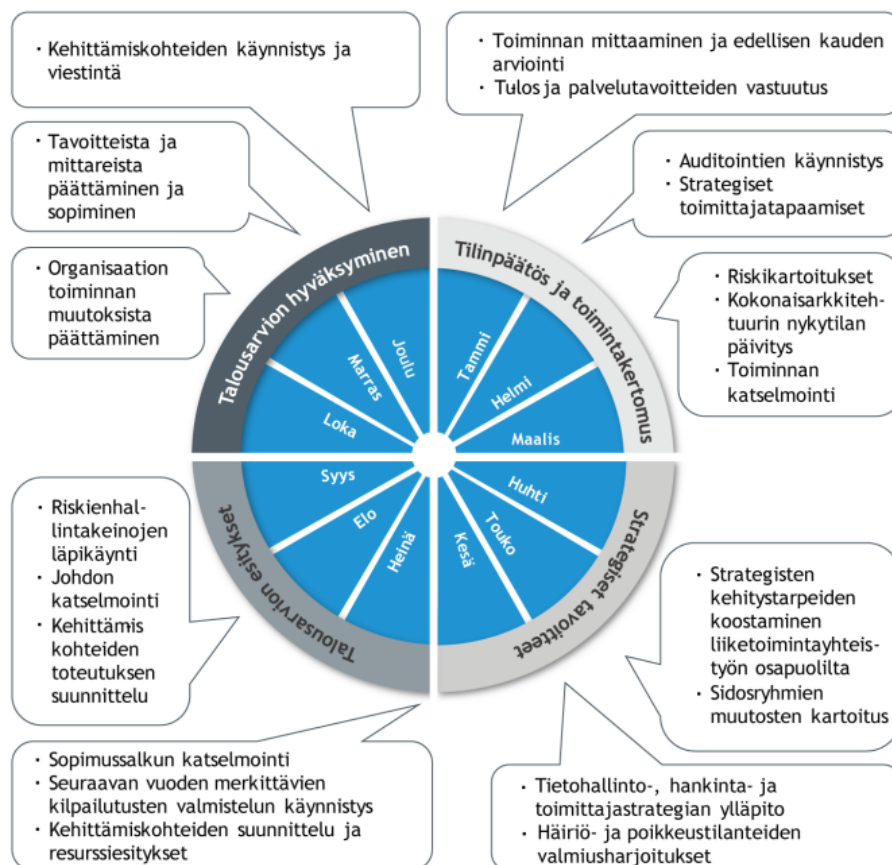 · Kehittämiskohteiden käynnistys ja
viestintä
· Toiminnan mittaaminen ja edellisen kauden
arviointi
· Tulos ja palvelutavoitteiden vastuutus
· Tavoitteista ja
mittareista
päättäminen ja
sopiminen
· Auditointien käynnistys
· Strategiset
toimittajatapaamiset
· Organisaation
toiminnan
muutoksista
päättäminen
· Riskikartoitukset
· Kokonaisarkkiteh-
tuurin nykytilan
päivitys
· Toiminnan
katselmointi
Talousarvion hyväksyminen
Tilinpäätös ja toimintakertomus
Joulu
Marras
Loka
Tammi
Helmi
Maalis
Syys
Elo
Heinä
Huhti
Touko
Kesä
Talousarvion esitykset
Strategiset tavoitteet
· Riskienhal-
lintakeinojen
läpikäynti
· Johdon
katselmointi
· Kehittämis
kohteiden
toteutuksen
suunnittelu
· Strategisten
kehitystarpeiden
koostaminen
liiketoimintayhteis-
työn osapuolilta
· Sidosryhmien
muutosten kartoitus
· Sopimussalkun katselmointi
· Seuraavan vuoden merkittävien
kilpailutusten valmistelun käynnistys
· Kehittämiskohteiden suunnittelu ja
resurssiesitykset
· Tietohallinto-, hankinta- ja
toimittajastrategian ylläpito
· Häiriö- ja poikkeustilanteiden
valmiusharjoitukset